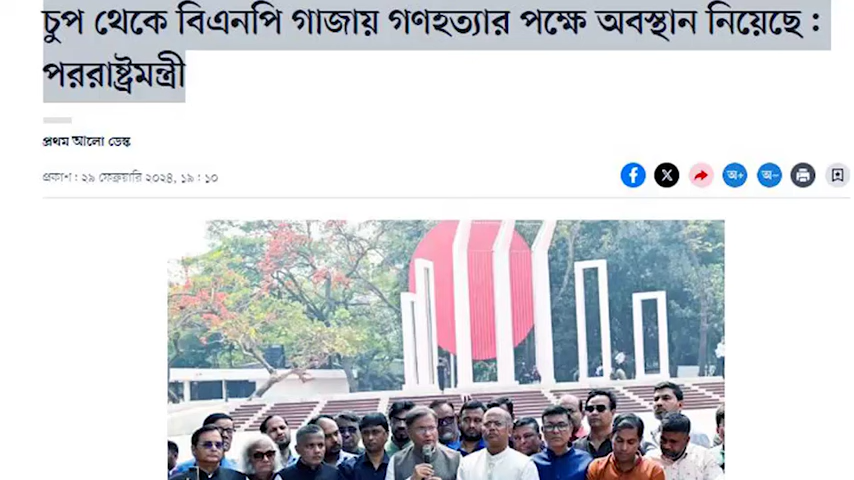 চুপ থেকে বিএনপি গাজায় গণহত্যার পক্ষে অবস্থান নিয়েছে :
পররাষ্ট্রমন্ত্রী
প্রথম আলো ডেস্ক
প্রকাশ: ২৯ ফেব্রুয়ারি ২০২৪, ১৯: ১০
অ+
অ-